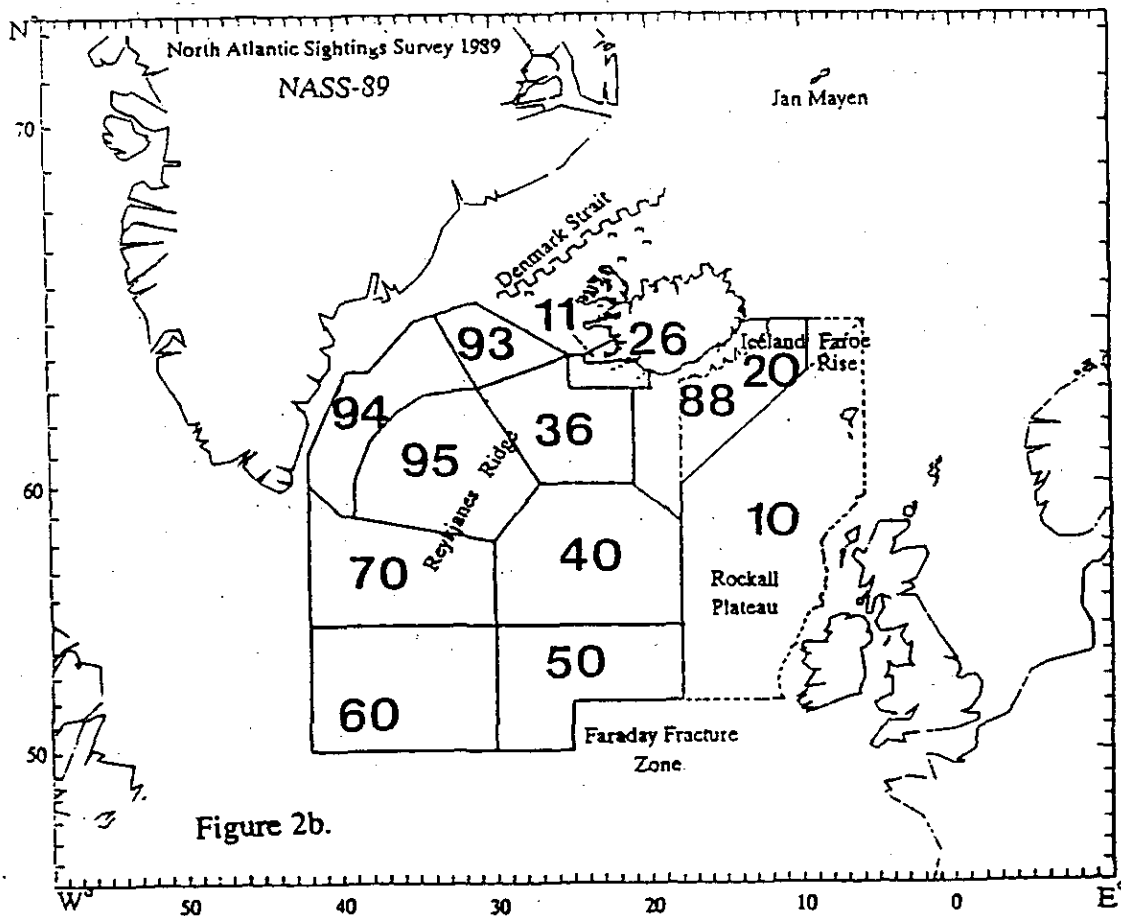 N°
North Atlantic Sightings Survey 1989
NASS-89
Jan Mayen
70
Denmark Strait
11
93
26
Iceland
Faroe
Rise
20
94
88
36
95
Reykjanes Ridge
60
10
40
70
Rockall
Plateau
50
60
50
Faraday Fracture
Zone
Figure 2b.
W°
50
40
30
20
10
0
E°